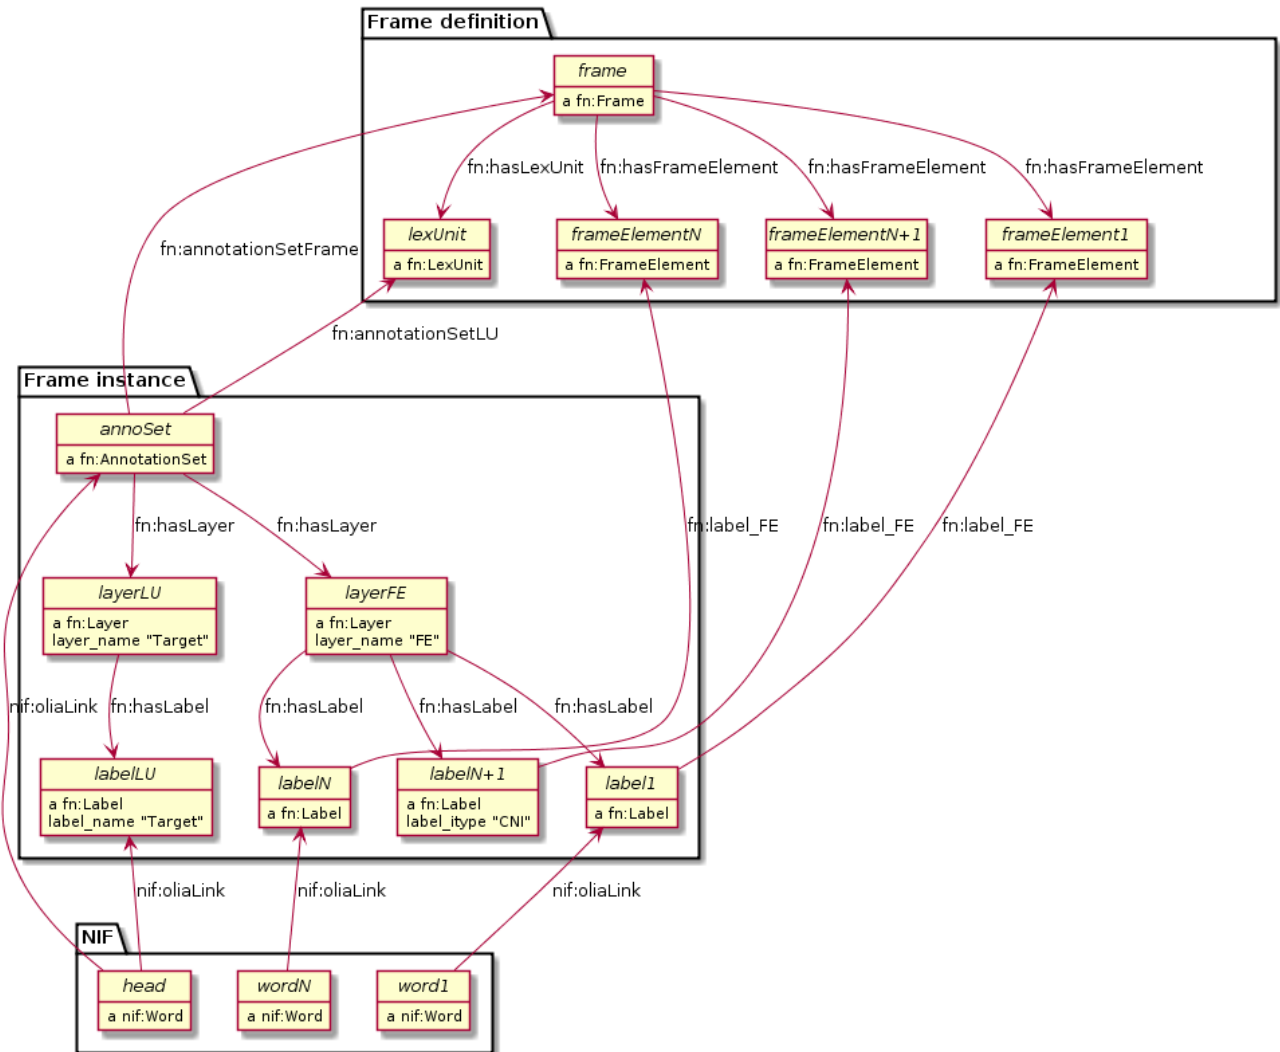 Frame definition
frame
a fn:Frame
fn:hasLexUnit
fn:hasFrameElement
fn:hasFrameElement
fn:hasFrameElement
lexUnit
a fn:LexUnit
frameElementN
a fn:FrameElement
frameElementN+1
a fn:FrameElement
frameElement1
a fn:FrameElement
fn:annotationSetFrame
fn:annotationSetLU
Frame instance
annoSet
a fn:AnnotationSet
fn:hasLayer
fn:hasLayer
fn:label_FE
fn:label_FE
fn:label_FE
layerLU
a fn:Layer
layer_name "Target"
layerFE
a fn:Layer
layer_name "FE"
nif:oliaLink
fn:hasLabel
fn:hasLabel
fn:hasLabel
fn:hasLabel
labelLU
a fn:Label
label_name "Target"
labelN
a fn:Label
labelN+1
a fn:Label
label_itype "CNI"
label1
a fn:Label
nif:oliaLink
nif:oliaLink
nif:oliaLink
NIF
head
a nif:Word
wordN
a nif:Word
word1
a nif:Word